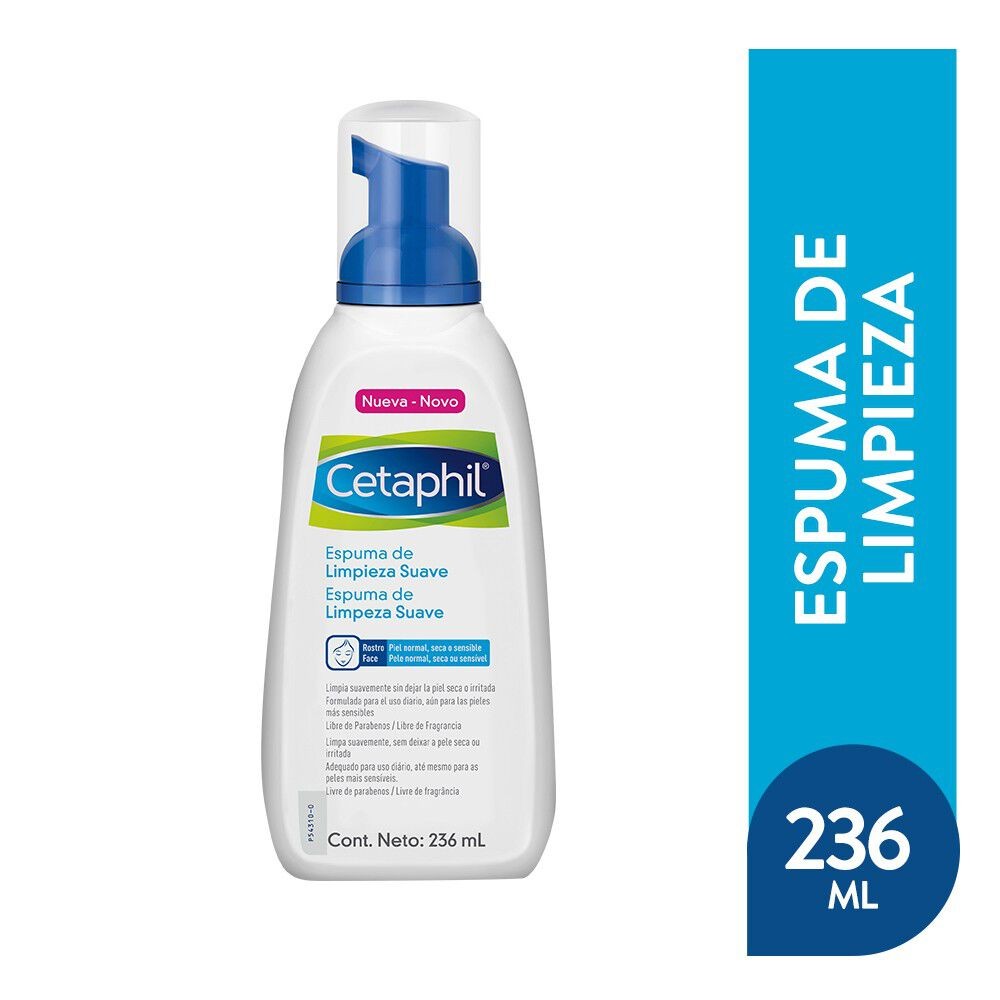 Nueva - Novo
Cetaphil®
Espuma de
Limpieza Suave
Espuma de
Limpeza Suave
Rostro
Face
Piel normal, seca o sensible
Pele normal, seca ou sensível
Limpia suavemente sin dejar la piel seca o irritada
Formulada para el uso diario, aún para las pieles
más sensibles
Libre de Parabenos / Libre de Fragrancia
Limpa suavemente, sem deixar a pele seca ou
irritada
Adequado para uso diário, até mesmo para as
peles mais sensíveis.
Livre de parabenos / Livre de fragrância
P54310-0
Cont. Neto: 236 mL
ESPUMA DE
LIMPIEZA
236
ML